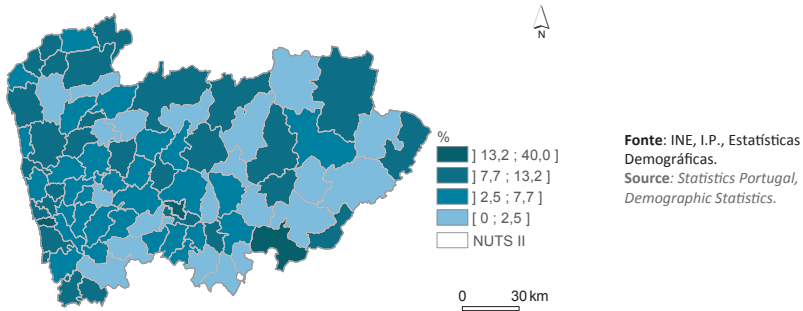 N
%
] 13,2 ; 40,0 ]
] 7,7 ; 13,2 ]
] 2,5 ; 7,7 ]
[ 0 ; 2,5 ]
NUTS II
0 30 km
Fonte: INE, I.P., Estatísticas
Demográficas.
Source: Statistics Portugal,
Demographic Statistics.